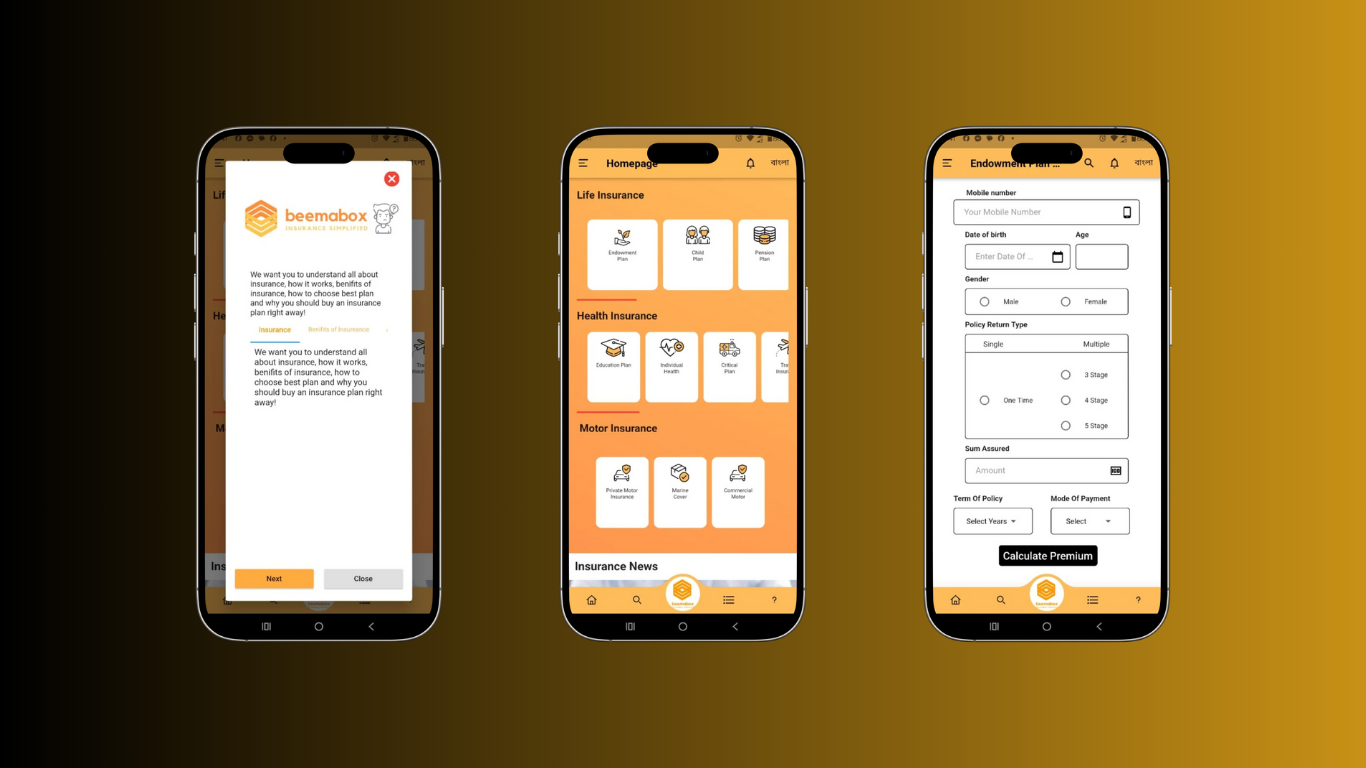 beemabox
INSURANCE SIMPLIFIED
We want you to understand all about
insurance, how it works, benifits of
insurance, how to choose best plan
and why you should buy an insurance
plan right away!
Insurance
Benifits of Insureance
We want you to understand all
about insurance, how it works,
benifits of insurance, how to
choose best plan and why you
should buy an insurance plan right
away!
Next
Close
Homepage
বাংলা
Life Insurance
Endowment
Plan
Child
Plan
Pension
Plan
Health Insurance
Education Plan
Individual
Health
Critical
Plan
Motor Insurance
Private Motor
Insurance
Marine
Cover
Commercial
Motor
Insurance News
beemabox
Endowment Plan ...
বাংলা
Mobile number
Your Mobile Number
Date of birth
Age
Enter Date Of ...
Gender
Male
Female
Policy Return Type
Single
Multiple
3 Stage
One Time
4 Stage
5 Stage
Sum Assured
Amount
Term Of Policy
Mode Of Payment
Select Years
Select
Calculate Premium
beemabox
?